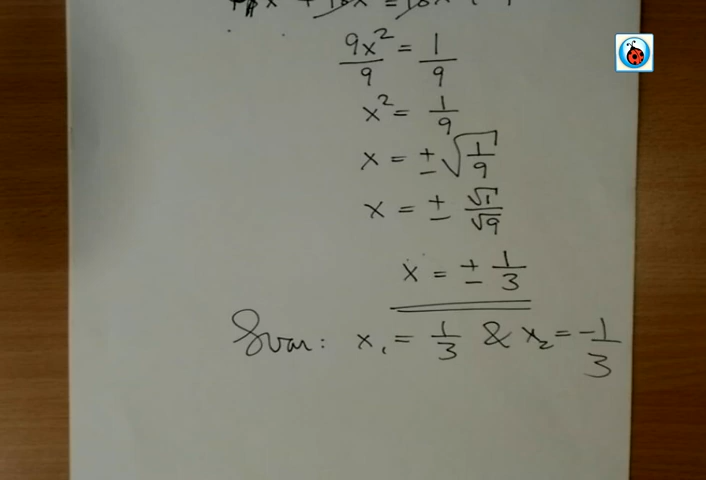 9x²/9 = 1/9
x² = 1/9
x = ± √(1/9)
x = ± √1/√9
x = ± 1/3
Svar: x₁ = 1/3 & x₂ = -1/3